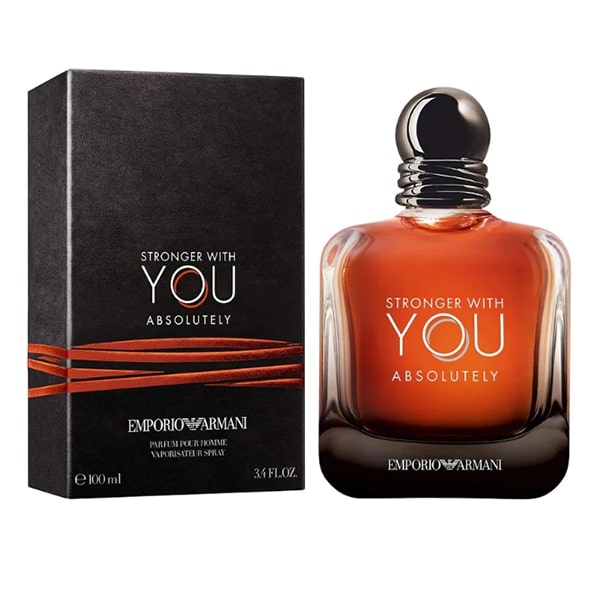 STRONGER WITH
YOU
ABSOLUTELY
EMPORIO ARMANI
PARFUM POUR HOMME
VAPORISATEUR SPRAY
℮100 ml
3.4 FL.OZ.
STRONGER WITH
YOU
ABSOLUTELY
EMPORIO ARMANI